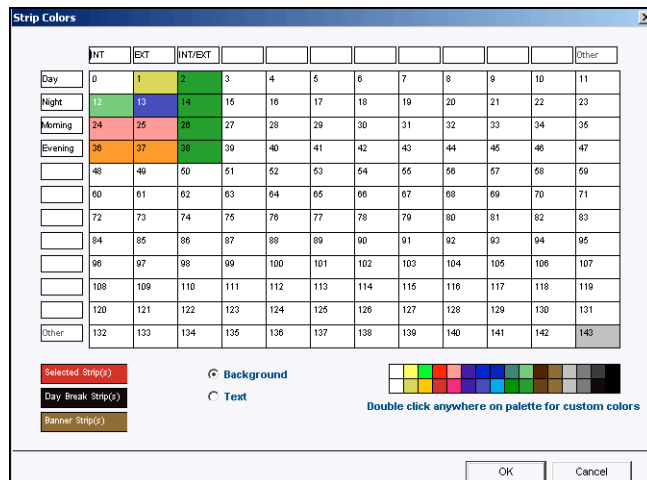 Strip Colors
INT EXT INT/EXT Other
Day 0 1 2 3 4 5 6 7 8 9 10 11
Night 12 13 14 15 16 17 18 19 20 21 22 23
Morning 24 25 26 27 28 29 30 31 32 33 34 35
Evening 36 37 38 39 40 41 42 43 44 45 46 47
48 49 50 51 52 53 54 55 56 57 58 59
60 61 62 63 64 65 66 67 68 69 70 71
72 73 74 75 76 77 78 79 80 81 82 83
84 85 86 87 88 89 90 91 92 93 94 95
96 97 98 99 100 101 102 103 104 105 106 107
108 109 110 111 112 113 114 115 116 117 118 119
120 121 122 123 124 125 126 127 128 129 130 131
Other 132 133 134 135 136 137 138 139 140 141 142 143
Selected Strip(s)
Day Break Strip(s)
Banner Strip(s)
Background
Text
Double click anywhere on palette for custom colors
OK Cancel